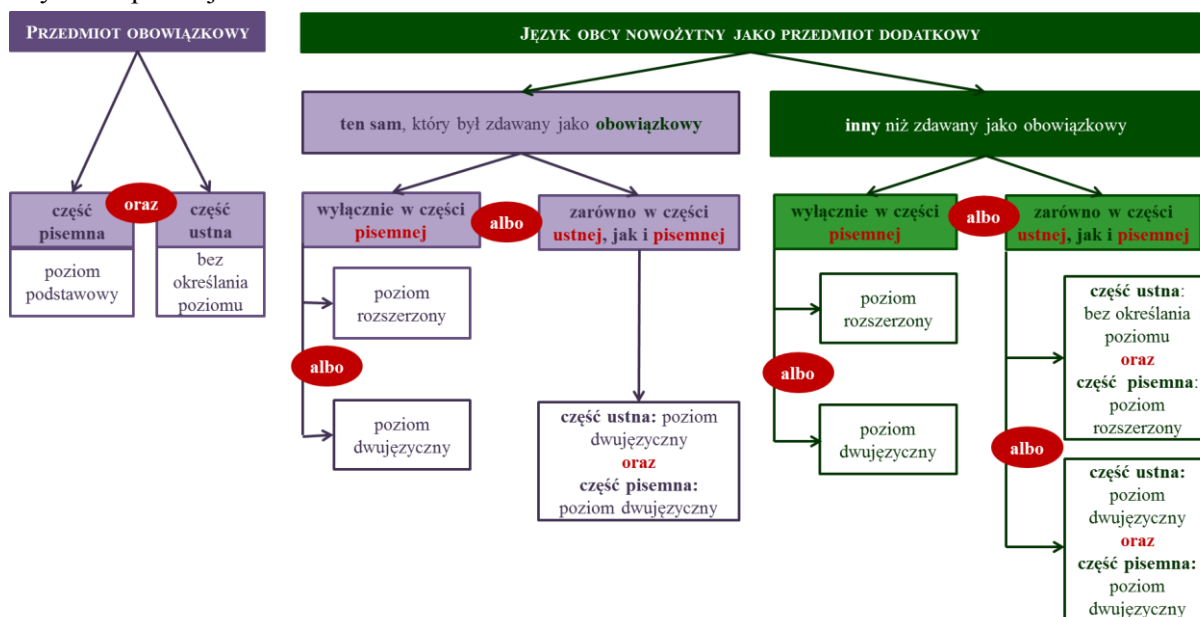 PRZEDMIOT OBOWIĄZKOWY
JĘZYK OBCY NOWOŻYTNY JAKO PRZEDMIOT DODATKOWY
ten sam, który był zdawany jako obowiązkowy
inny niż zdawany jako obowiązkowy
część
pisemna
oraz
część
ustna
poziom
podstawowy
bez
określania
poziomu
wyłącznie w części
pisemnej
albo
zarówno w części
ustnej, jak i pisemnej
poziom
rozszerzony
albo
poziom
dwujęzyczny
część ustna: poziom
dwujęzyczny
oraz
część pisemna:
poziom dwujęzyczny
wyłącznie w części
pisemnej
albo
zarówno w części
ustnej, jak i pisemnej
poziom
rozszerzony
albo
poziom
dwujęzyczny
część ustna:
bez określania
poziomu
oraz
część pisemna:
poziom
rozszerzony
albo
część ustna:
poziom
dwujęzyczny
oraz
część pisemna:
poziom
dwujęzyczny